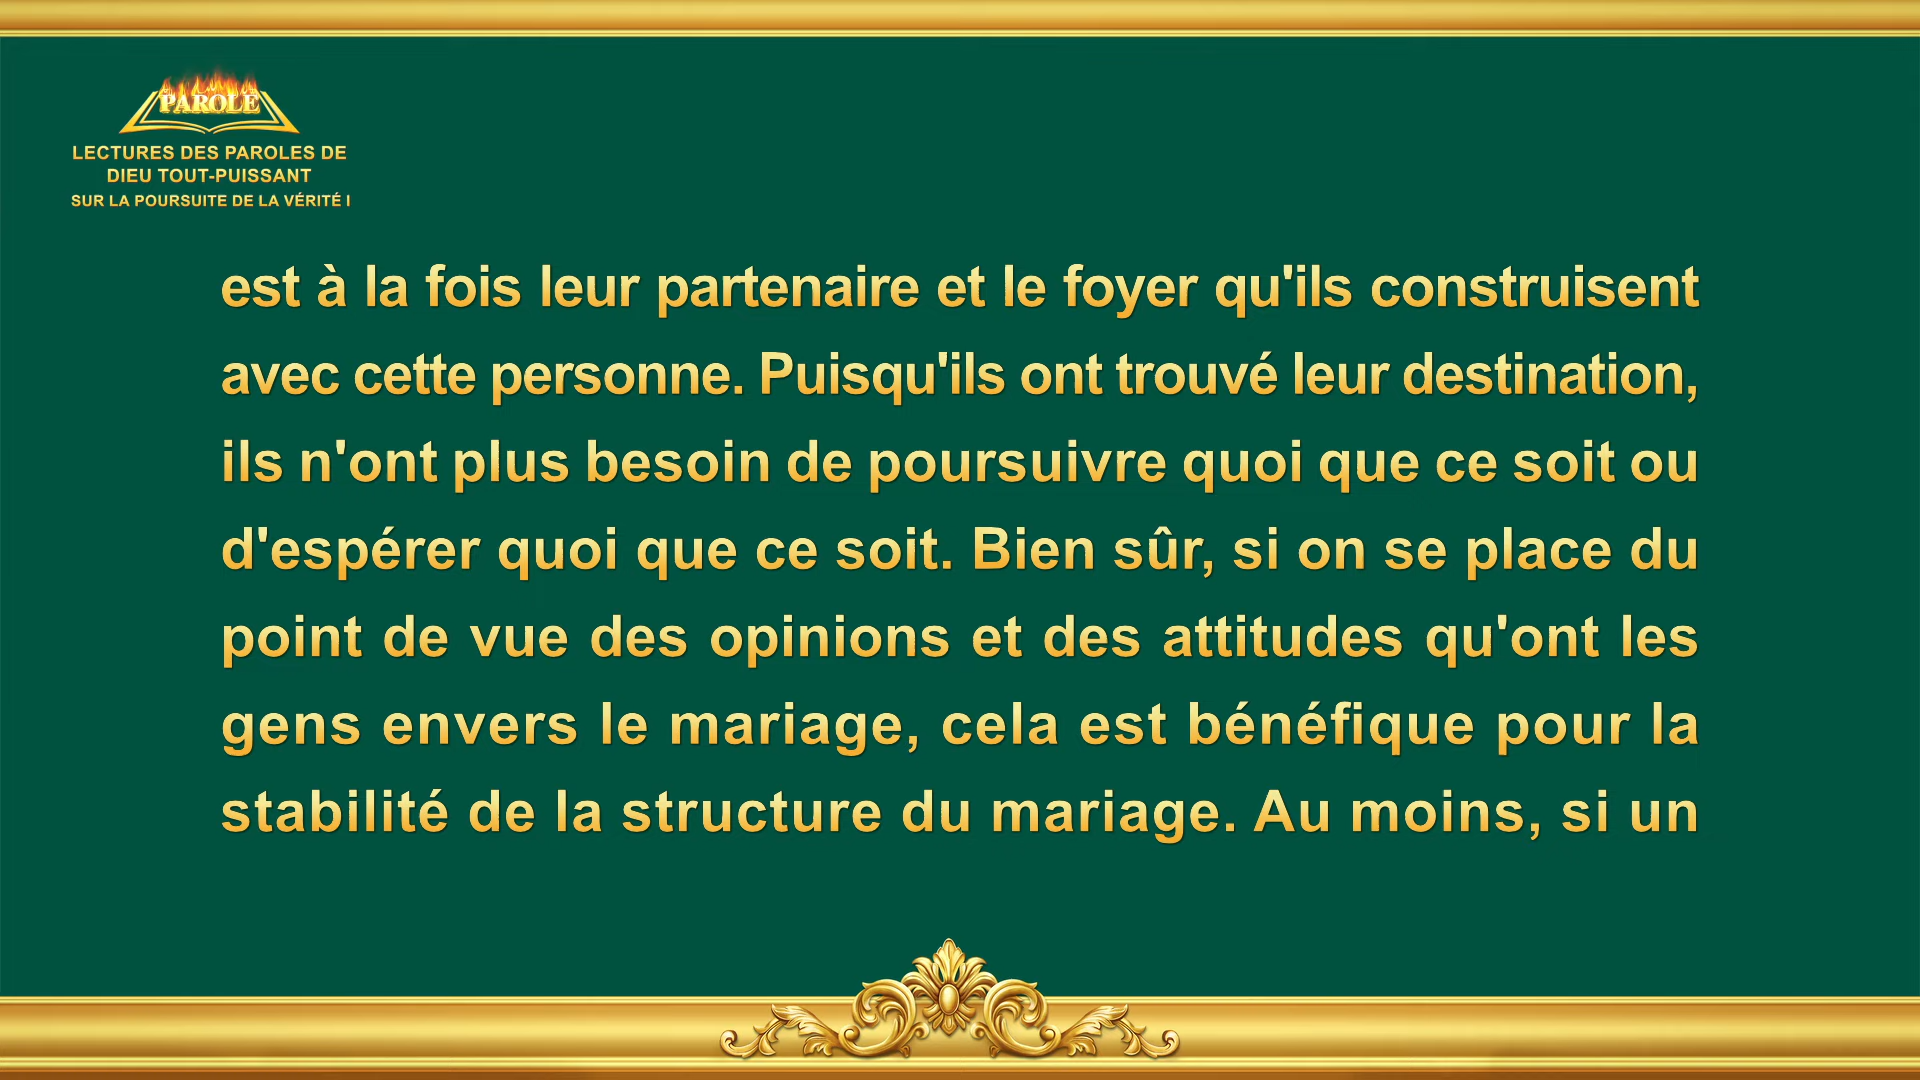 PAROLE
LECTURES DES PAROLES DE
DIEU TOUT-PUISSANT
SUR LA POURSUITE DE LA VÉRITÉ I
est à la fois leur partenaire et le foyer qu'ils construisent
avec cette personne. Puisqu'ils ont trouvé leur destination,
ils n'ont plus besoin de poursuivre quoi que ce soit ou
d'espérer quoi que ce soit. Bien sûr, si on se place du
point de vue des opinions et des attitudes qu'ont les
gens envers le mariage, cela est bénéfique pour la
stabilité de la structure du mariage. Au moins, si un